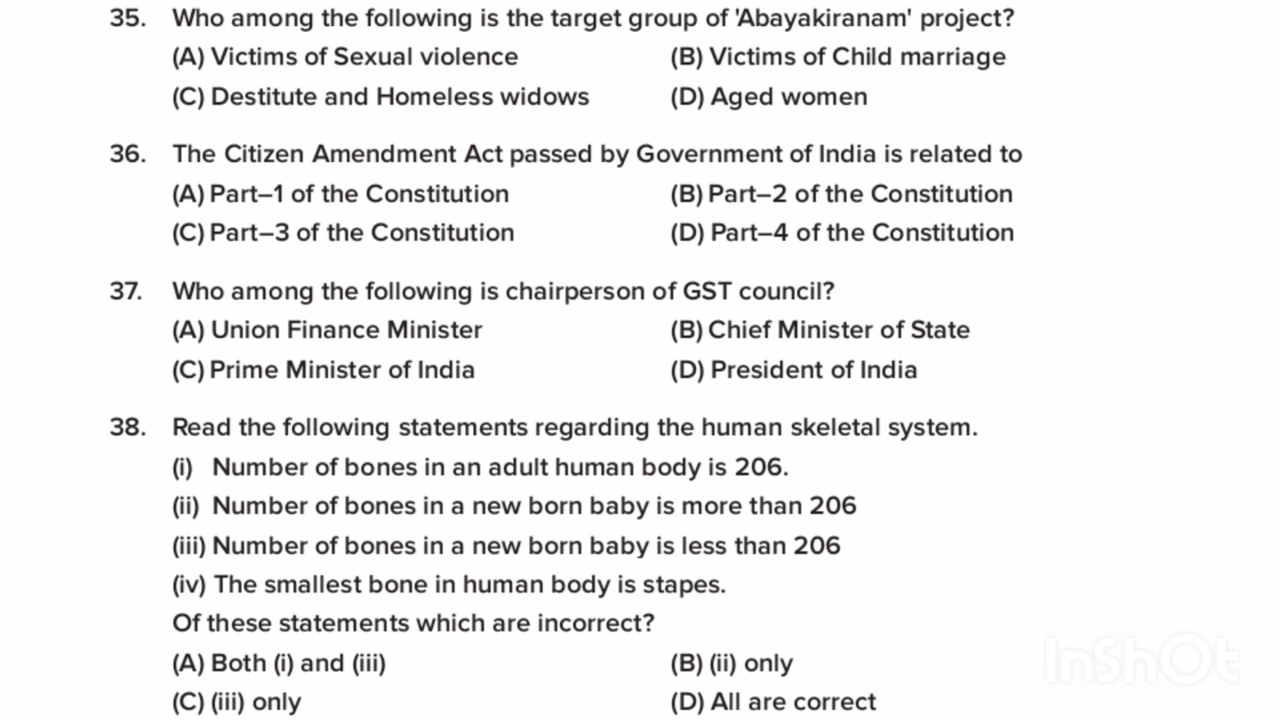 35. Who among the following is the target group of 'Abayakiranam' project?
(A) Victims of Sexual violence (B) Victims of Child marriage
(C) Destitute and Homeless widows (D) Aged women
36. The Citizen Amendment Act passed by Government of India is related to
(A) Part–1 of the Constitution (B) Part–2 of the Constitution
(C) Part–3 of the Constitution (D) Part–4 of the Constitution
37. Who among the following is chairperson of GST council?
(A) Union Finance Minister (B) Chief Minister of State
(C) Prime Minister of India (D) President of India
38. Read the following statements regarding the human skeletal system.
(i) Number of bones in an adult human body is 206.
(ii) Number of bones in a new born baby is more than 206
(iii) Number of bones in a new born baby is less than 206
(iv) The smallest bone in human body is stapes.
Of these statements which are incorrect?
(A) Both (i) and (iii) (B) (ii) only
(C) (iii) only (D) All are correct
InShOt